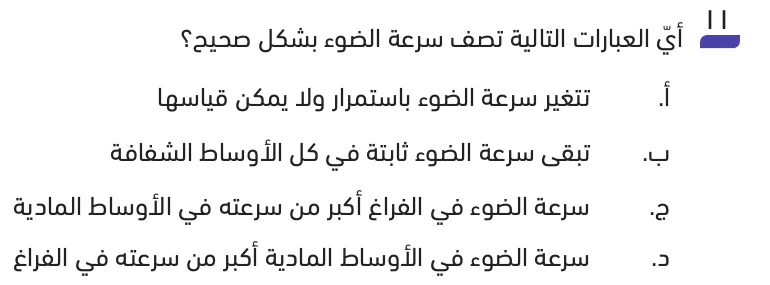 ١١ أيّ العبارات التالية تصف سرعة الضوء بشكل صحيح؟
أ. تتغير سرعة الضوء باستمرار ولا يمكن قياسها
ب. تبقى سرعة الضوء ثابتة في كل الأوساط الشفافة
ج. سرعة الضوء في الفراغ أكبر من سرعته في الأوساط المادية
د. سرعة الضوء في الأوساط المادية أكبر من سرعته في الفراغ